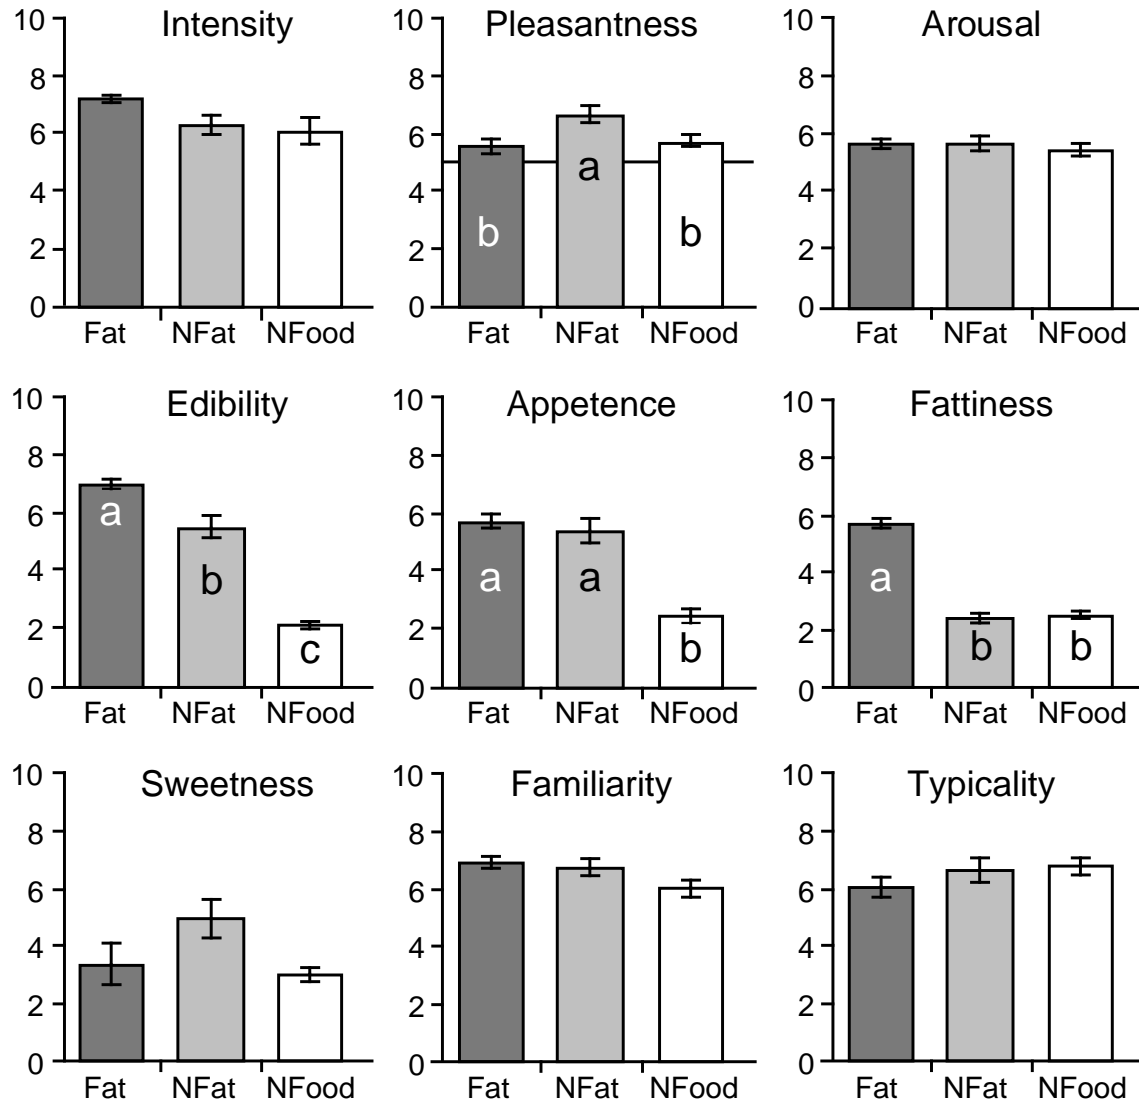 Intensity
10
8
6
4
2
0
Fat NFat NFood
Pleasantness
10
8
6
4
2
0
b a b
Fat NFat NFood
Arousal
10
8
6
4
2
0
Fat NFat NFood
Edibility
10
8
6
4
2
0
a
b
c
Fat NFat NFood
Appetence
10
8
6
4
2
0
a a b
Fat NFat NFood
Fattiness
10
8
6
4
2
0
a b b
Fat NFat NFood
Sweetness
10
8
6
4
2
0
Fat NFat NFood
Familiarity
10
8
6
4
2
0
Fat NFat NFood
Typicality
10
8
6
4
2
0
Fat NFat NFood